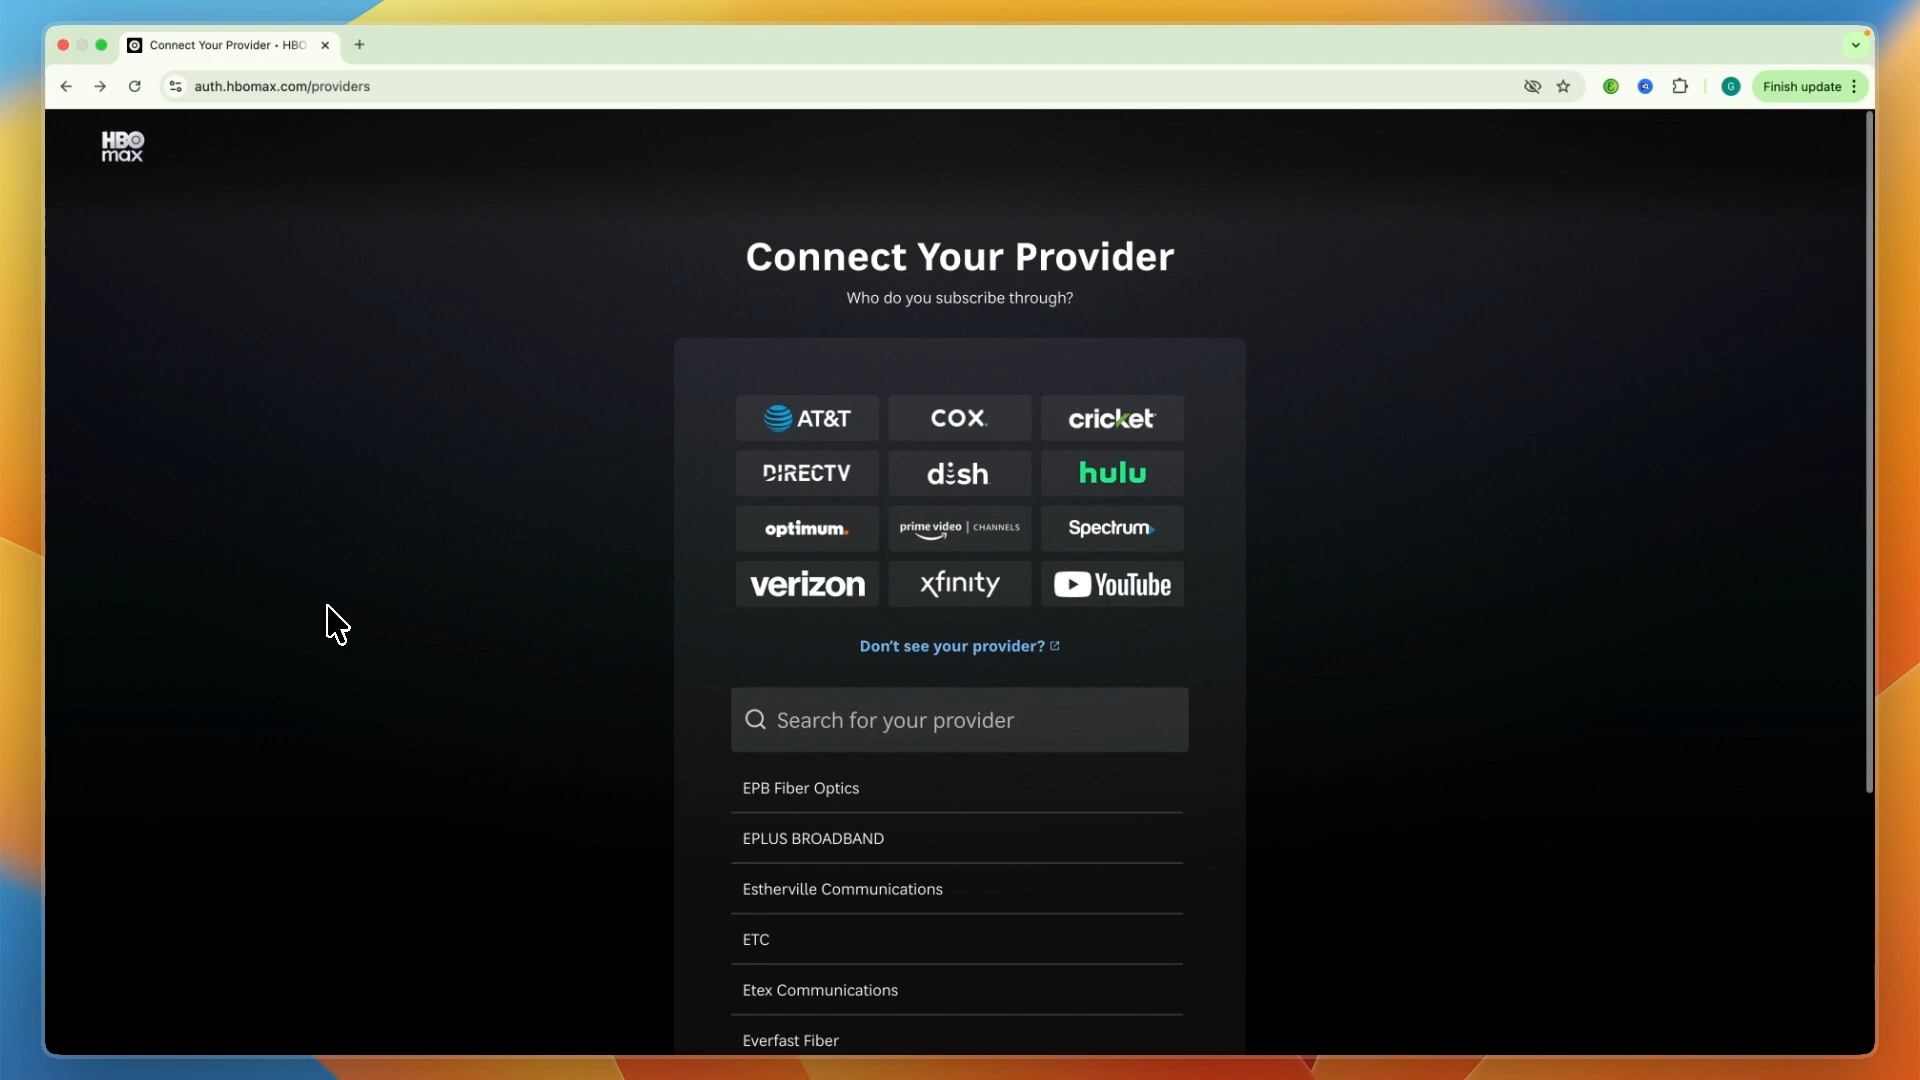 Connect Your Provider • HBO
auth.hbomax.com/providers
G
Finish update
HBO
max
Connect Your Provider
Who do you subscribe through?
AT&T
COX
cricket
DIRECTV
dish
hulu
optimum.
prime video | CHANNELS
Spectrum
verizon
xfinity
YouTube
Don't see your provider?
Search for your provider
EPB Fiber Optics
EPLUS BROADBAND
Estherville Communications
ETC
Etex Communications
Everfast Fiber